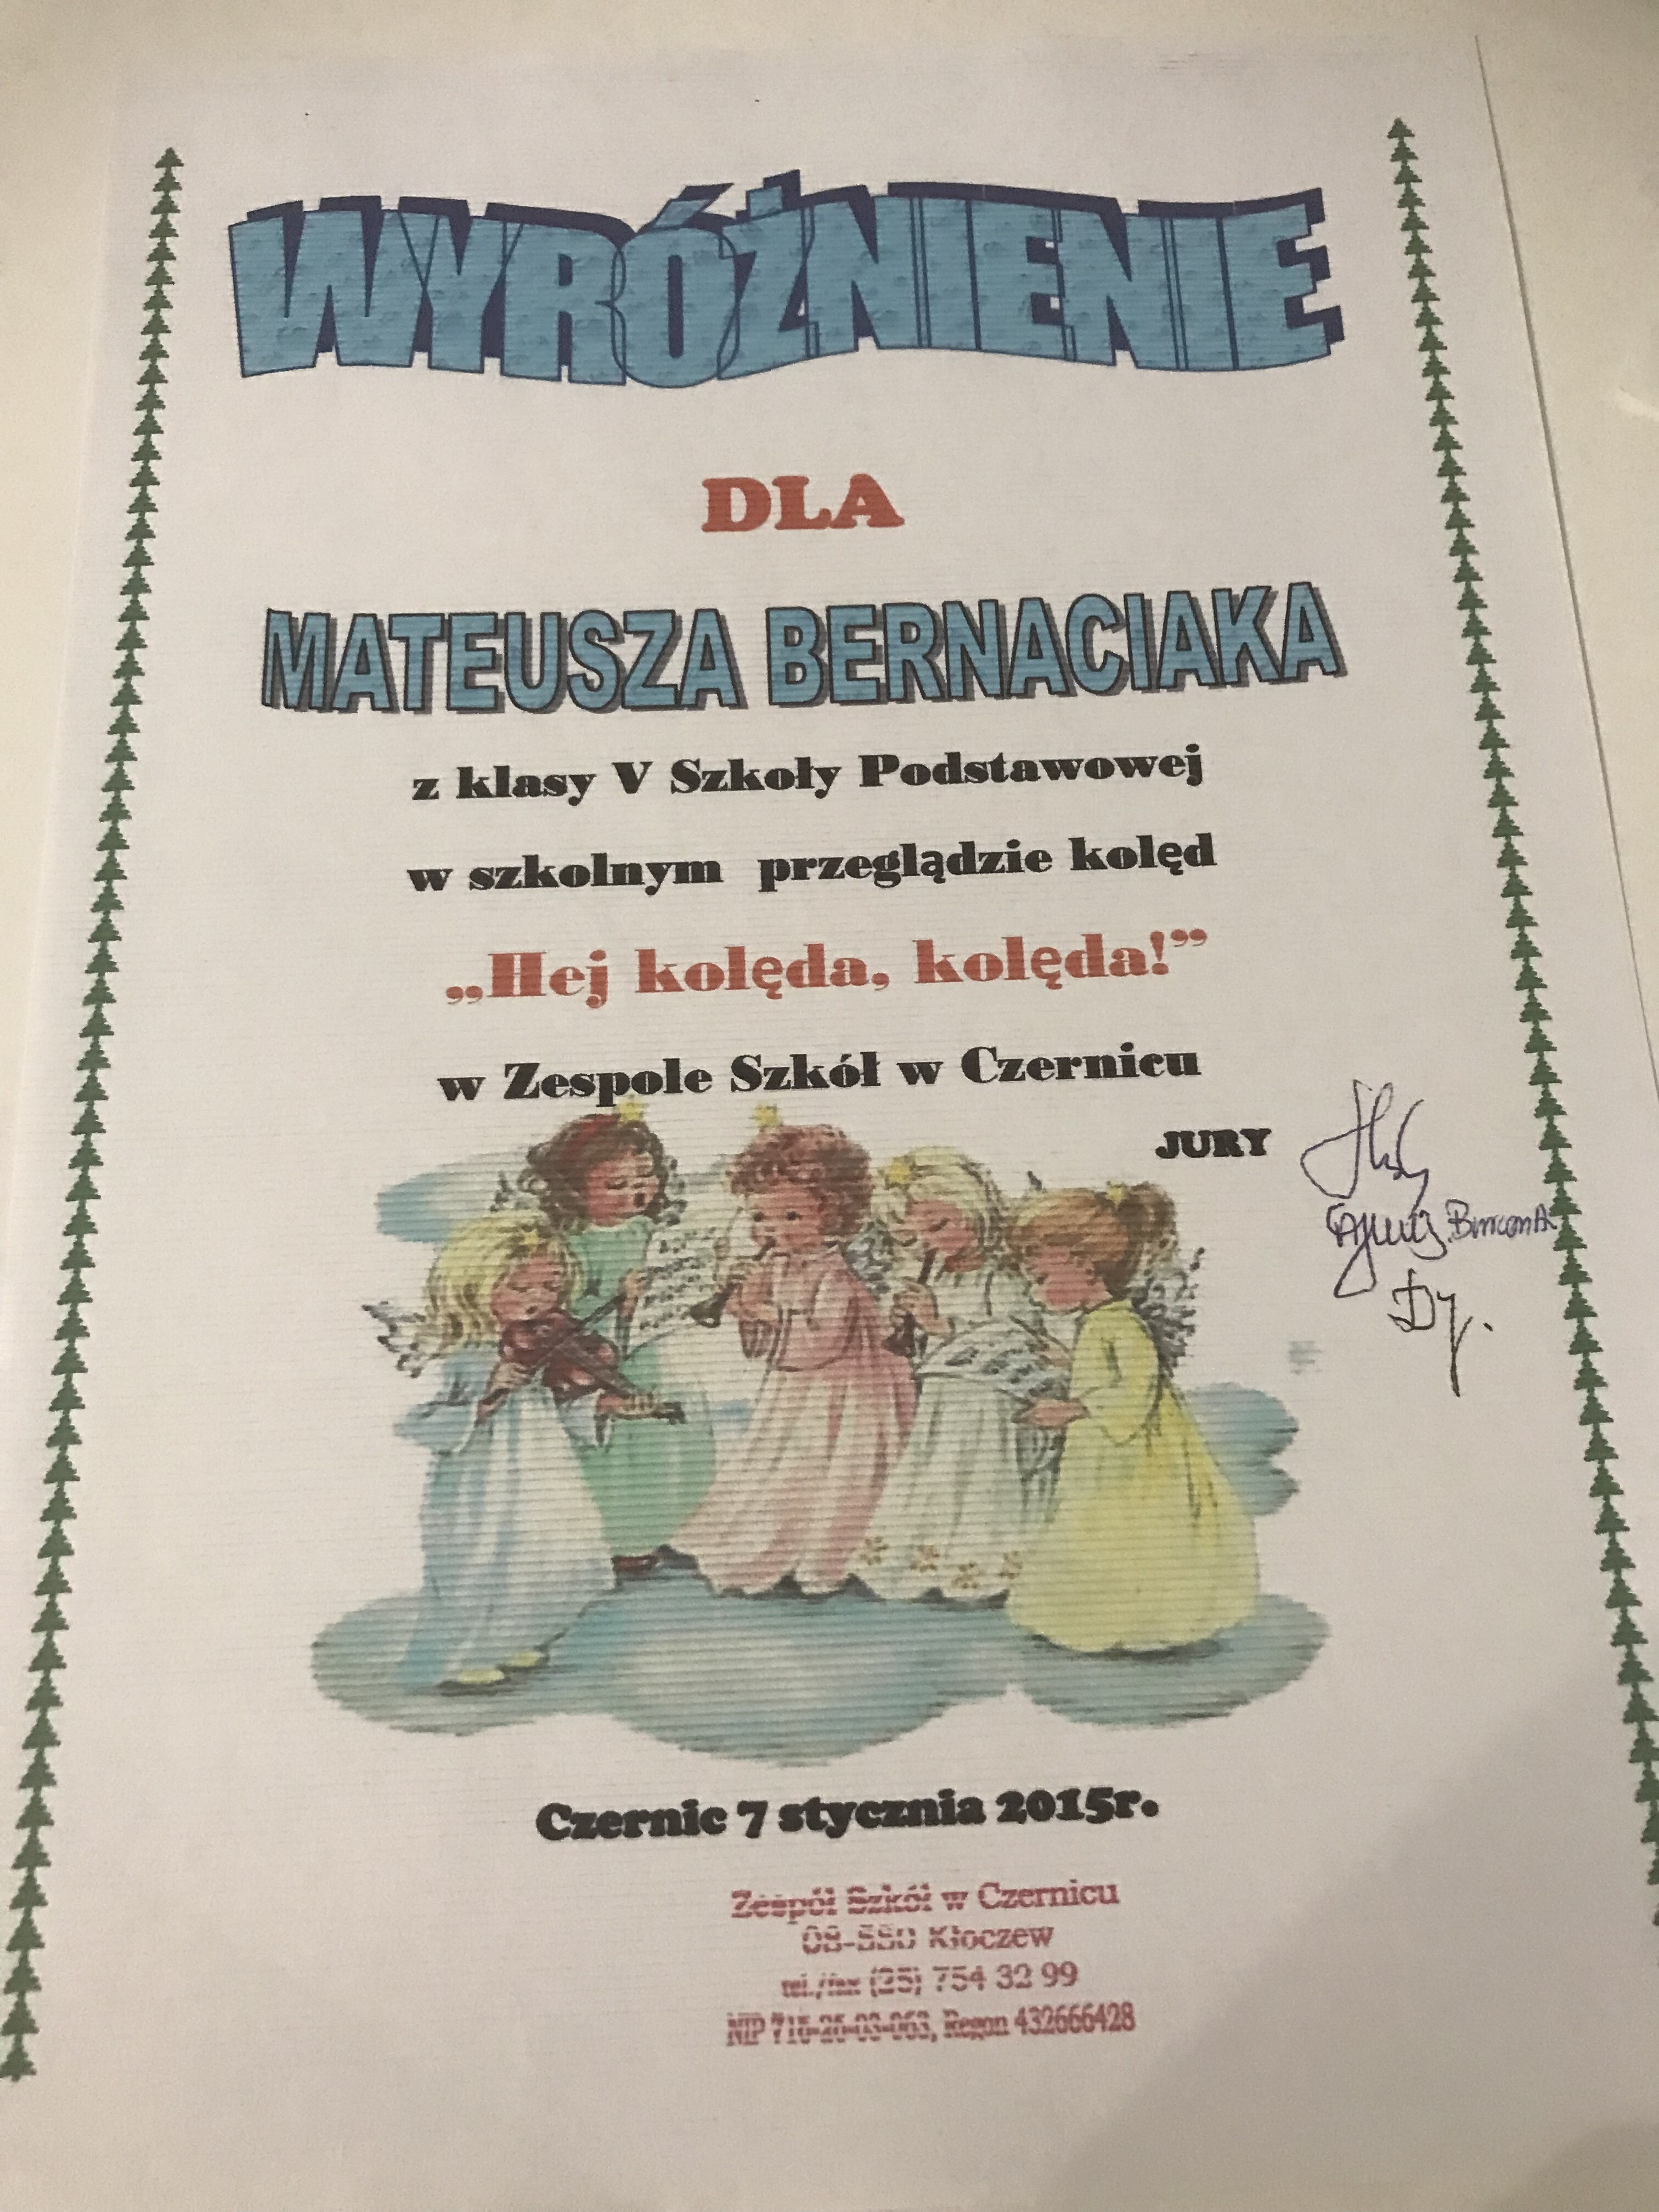 WYRÓŻNIENIE
DLA
MATEUSZA BERNACIAKA
z klasy V Szkoły Podstawowej
w szkolnym przeglądzie kolęd
„Hej kolęda, kolęda!”
w Zespole Szkół w Czernicu
JURY
Czernic 7 stycznia 2015r.
Zespół Szkół w Czernicu
08-550 Kłoczew
tel./fax (25) 754 32 99
NIP 716-26-03-063, Regon 432666428